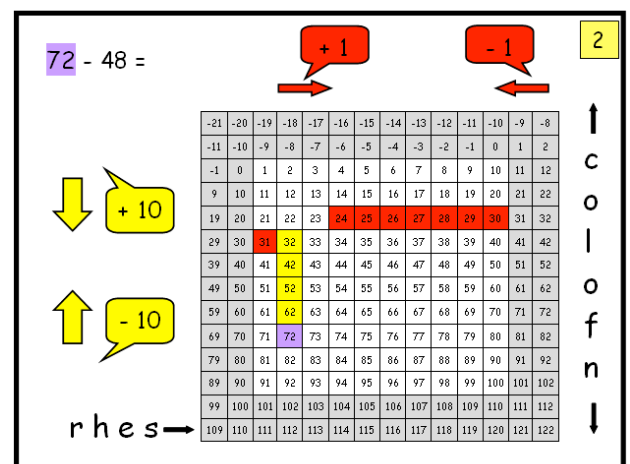 72 - 48 =
+ 1
- 1
2
-21 -20 -19 -18 -17 -16 -15 -14 -13 -12 -11 -10 -9 -8
-11 -10 -9 -8 -7 -6 -5 -4 -3 -2 -1 0 1 2
-1 0 1 2 3 4 5 6 7 8 9 10 11 12
9 10 11 12 13 14 15 16 17 18 19 20 21 22
19 20 21 22 23 24 25 26 27 28 29 30 31 32
29 30 31 32 33 34 35 36 37 38 39 40 41 42
39 40 41 42 43 44 45 46 47 48 49 50 51 52
49 50 51 52 53 54 55 56 57 58 59 60 61 62
59 60 61 62 63 64 65 66 67 68 69 70 71 72
69 70 71 72 73 74 75 76 77 78 79 80 81 82
79 80 81 82 83 84 85 86 87 88 89 90 91 92
89 90 91 92 93 94 95 96 97 98 99 100 101 102
99 100 101 102 103 104 105 106 107 108 109 110 111 112
109 110 111 112 113 114 115 116 117 118 119 120 121 122
+ 10
- 10
rhes
colofn